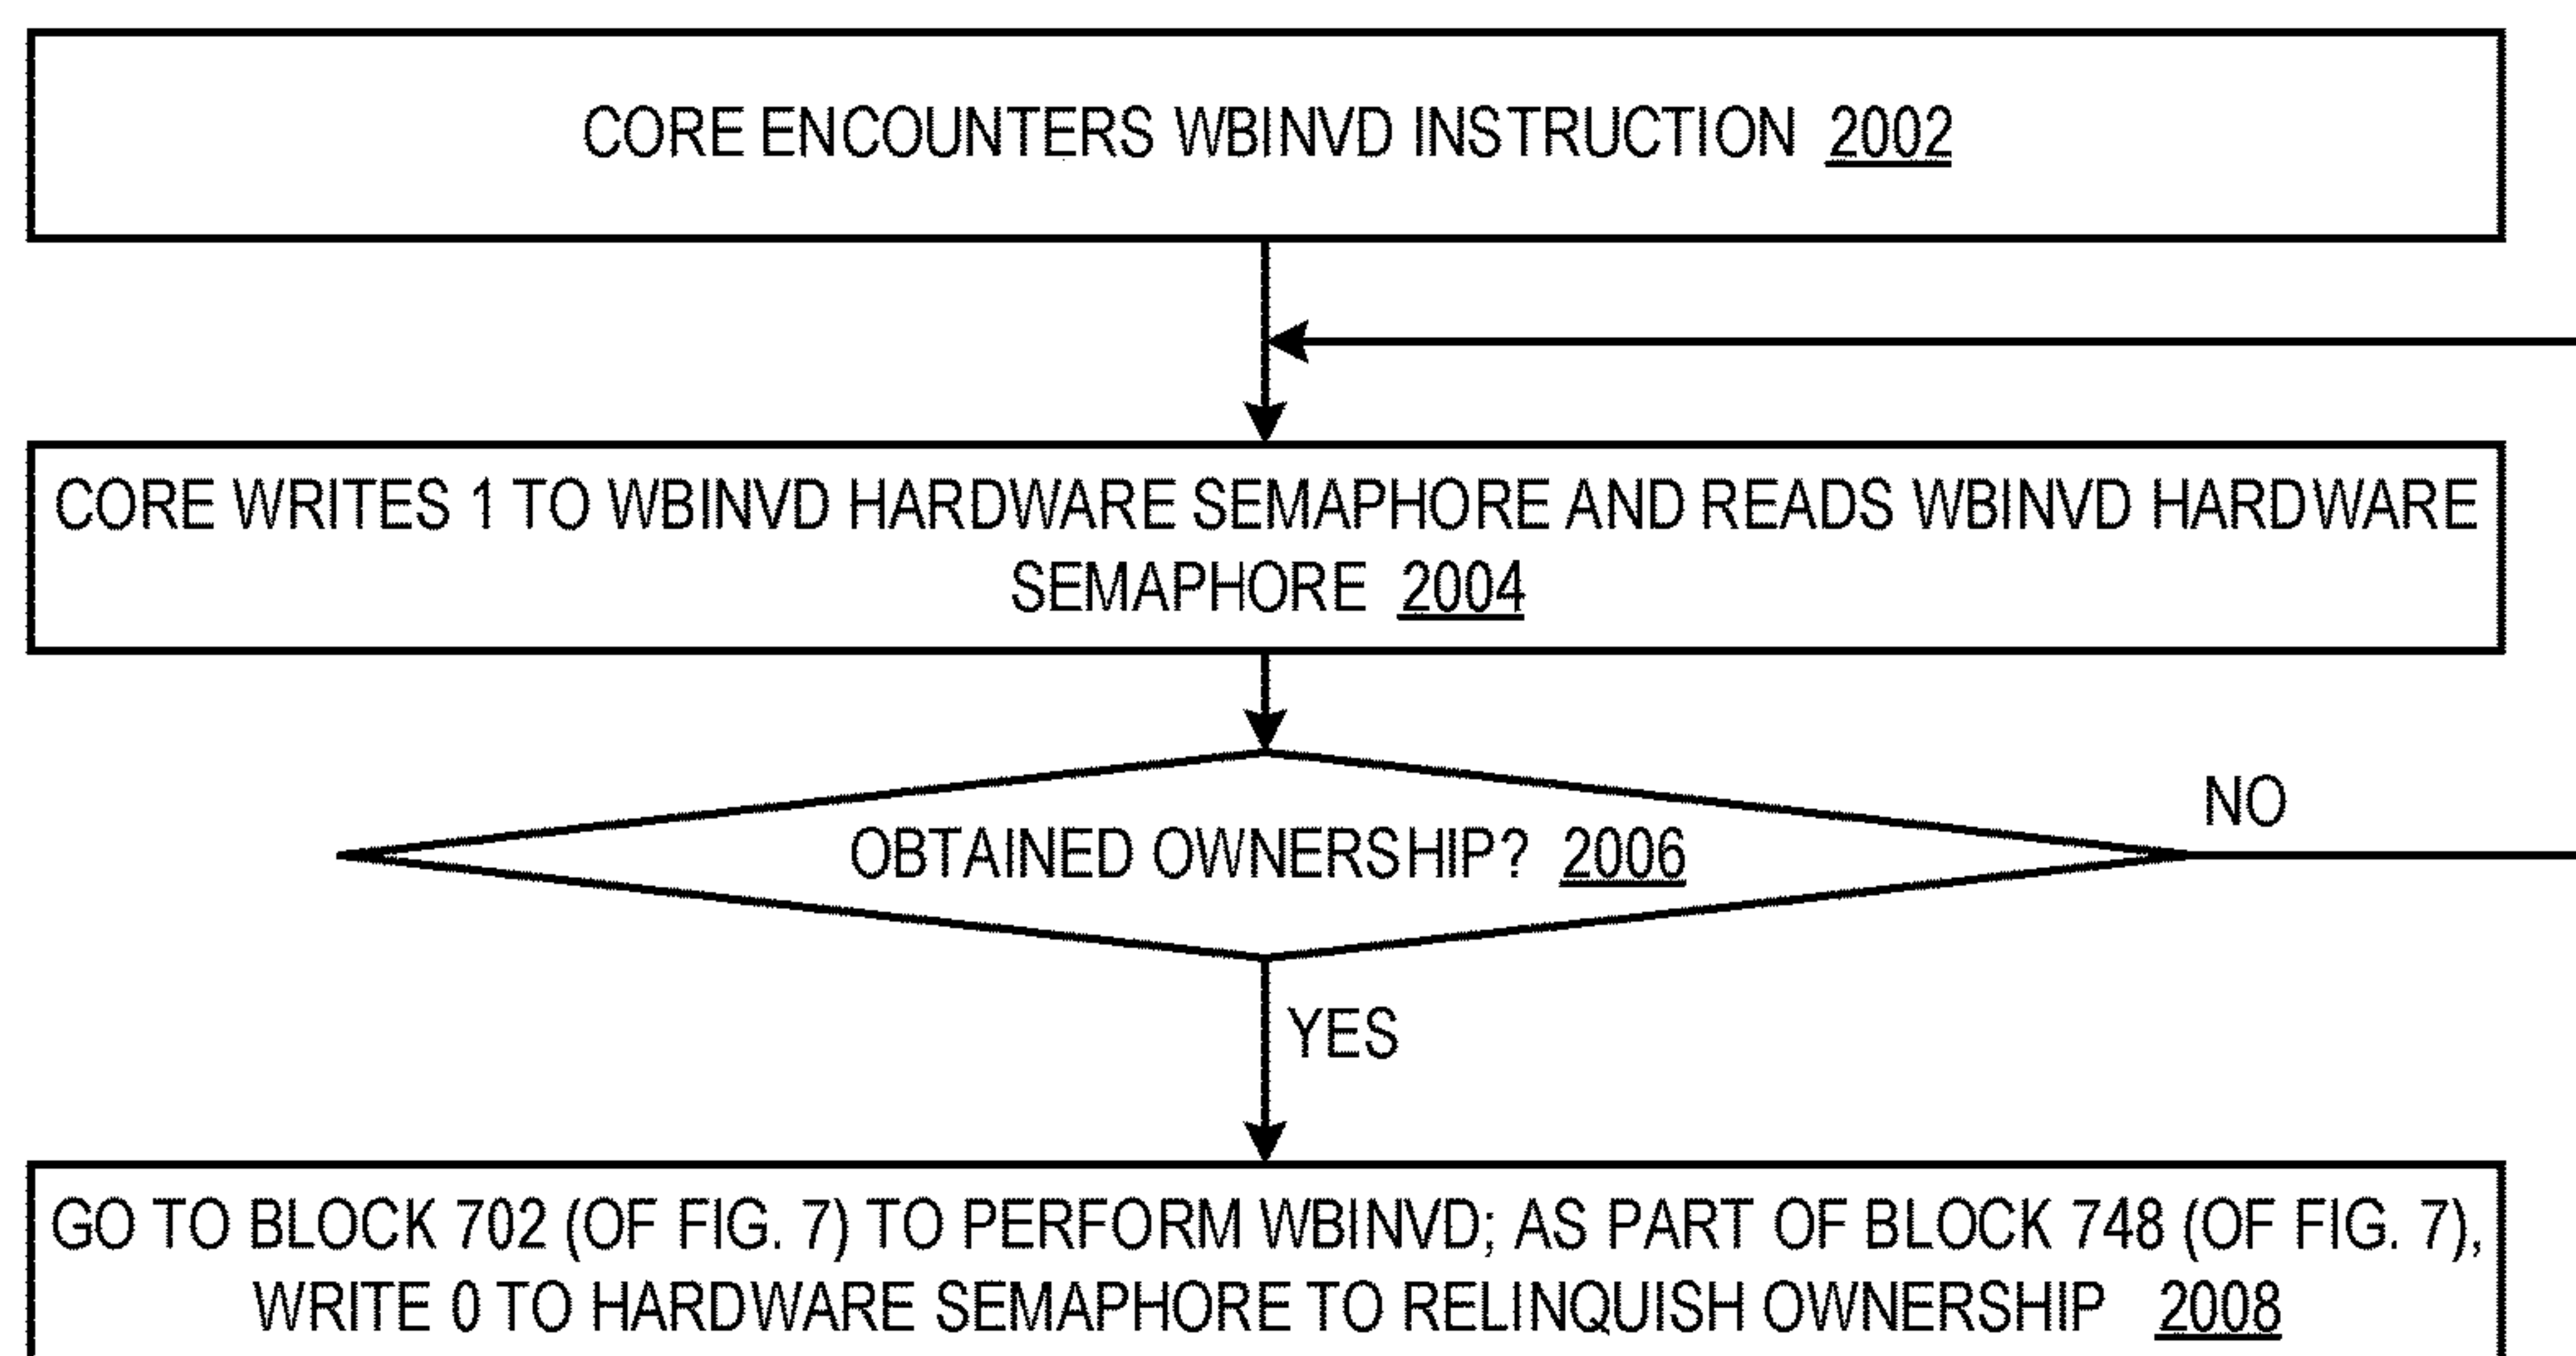 CORE ENCOUNTERS WBINVD INSTRUCTION 2002
CORE WRITES 1 TO WBINVD HARDWARE SEMAPHORE AND READS WBINVD HARDWARE
SEMAPHORE 2004
OBTAINED OWNERSHIP? 2006
NO
YES
GO TO BLOCK 702 (OF FIG. 7) TO PERFORM WBINVD; AS PART OF BLOCK 748 (OF FIG. 7),
WRITE 0 TO HARDWARE SEMAPHORE TO RELINQUISH OWNERSHIP 2008